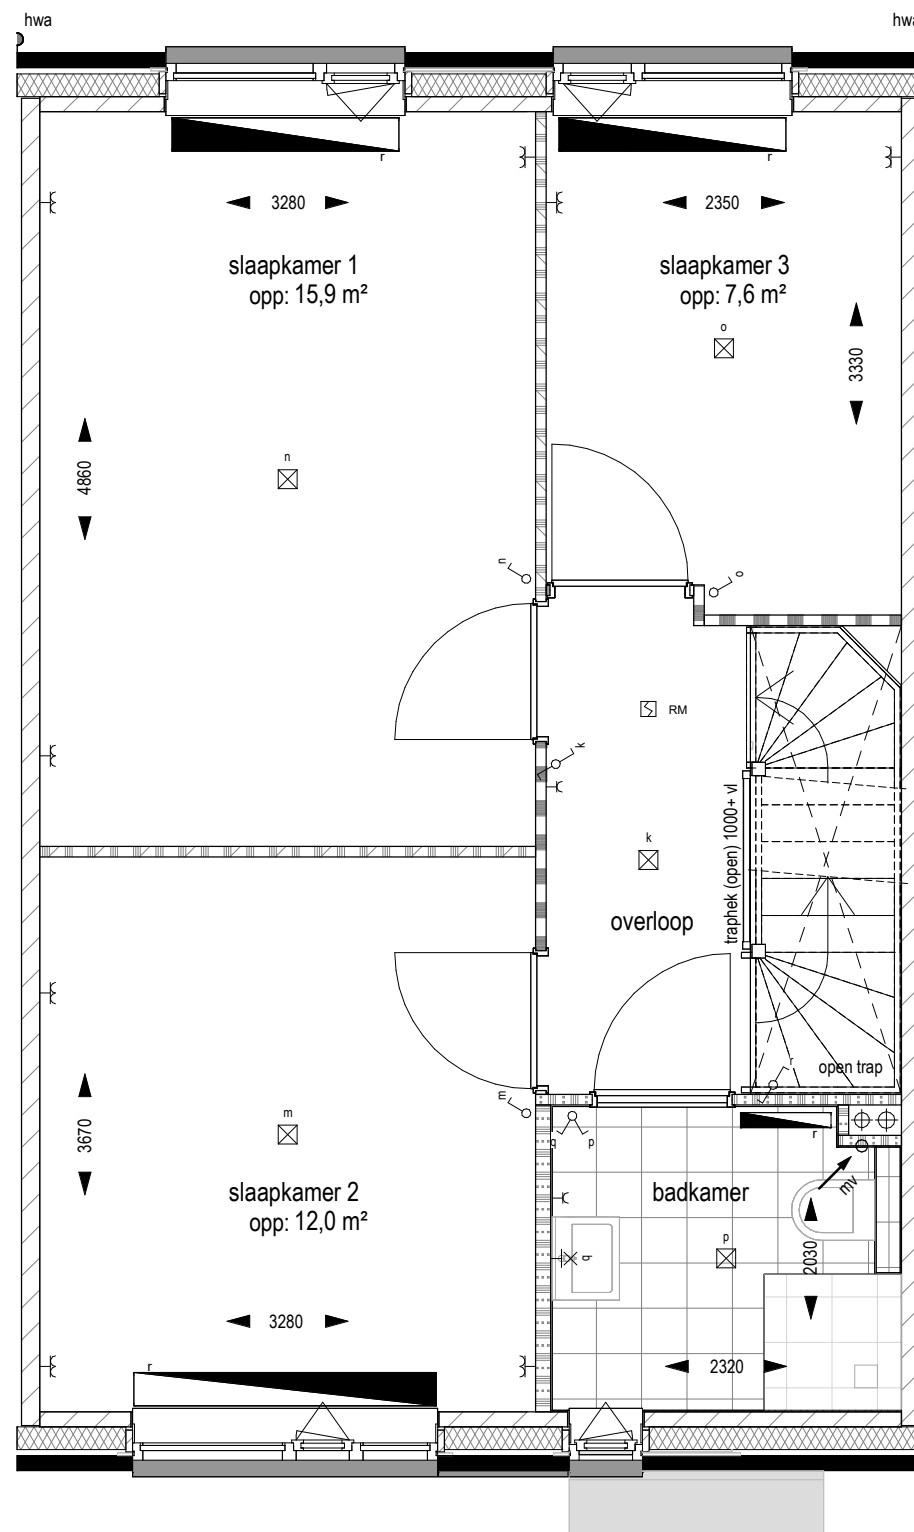 hwa
hwa
r
r
3280
2350
slaapkamer 1
opp: 15,9 m²
slaapkamer 3
opp: 7,6 m²
o
3330
4860
n
n
o
RM
k
k
traphek (open) 1000+ vl
overloop
open trap
r
m
m
q
p
r
3670
slaapkamer 2
opp: 12,0 m²
badkamer
mv
p
q
2030
3280
2320
r